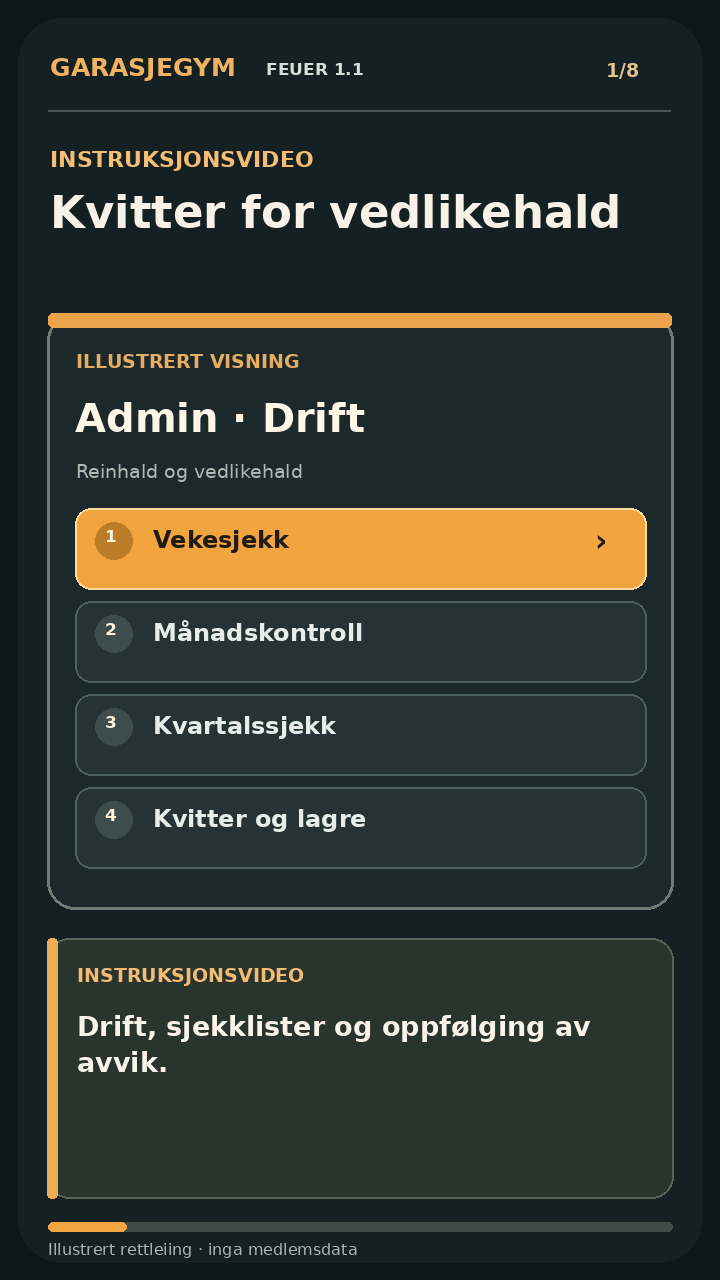 GARASJEGYM FEUER 1.1 1/8
INSTRUKSJONSVIDEO
Kvitter for vedlikehald
ILLUSTRERT VISNING
Admin · Drift
Reinhald og vedlikehald
1 Vekesjekk ›
2 Månadskontroll
3 Kvartalssjekk
4 Kvitter og lagre
INSTRUKSJONSVIDEO
Drift, sjekklister og oppfølging av
avvik.
Illustrert rettleiing · inga medlemsdata